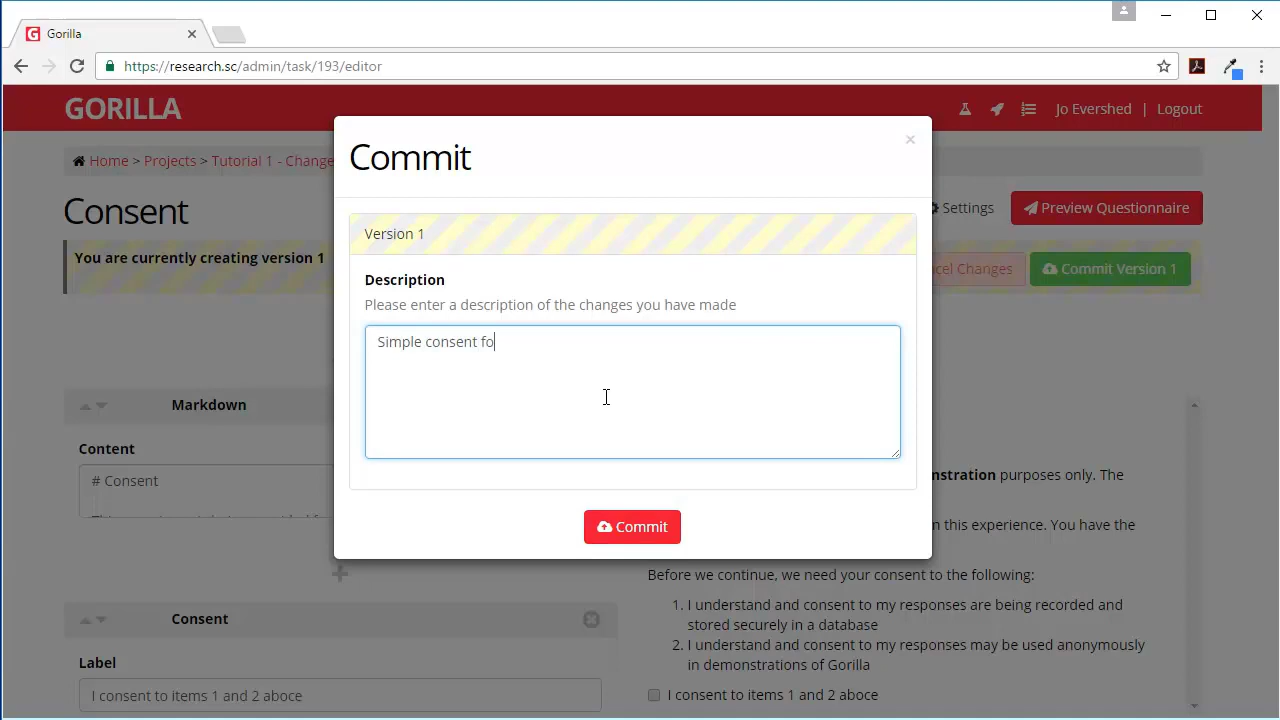 Gorilla
https://research.sc/admin/task/193/editor
GORILLA
Jo Evershed | Logout
Home > Projects > Tutorial 1 - Change
Consent
Settings
Preview Questionnaire
You are currently creating version 1
cel Changes
Commit Version 1
Commit
×
Version 1
Description
Please enter a description of the changes you have made
Simple consent fo
Commit
Markdown
Content
# Consent
nstration purposes only. The
this experience. You have the
Before we continue, we need your consent to the following:
1. I understand and consent to my responses are being recorded and
stored securely in a database
2. I understand and consent to my responses may be used anonymously
in demonstrations of Gorilla
I consent to items 1 and 2 aboce
Consent
Label
I consent to items 1 and 2 aboce